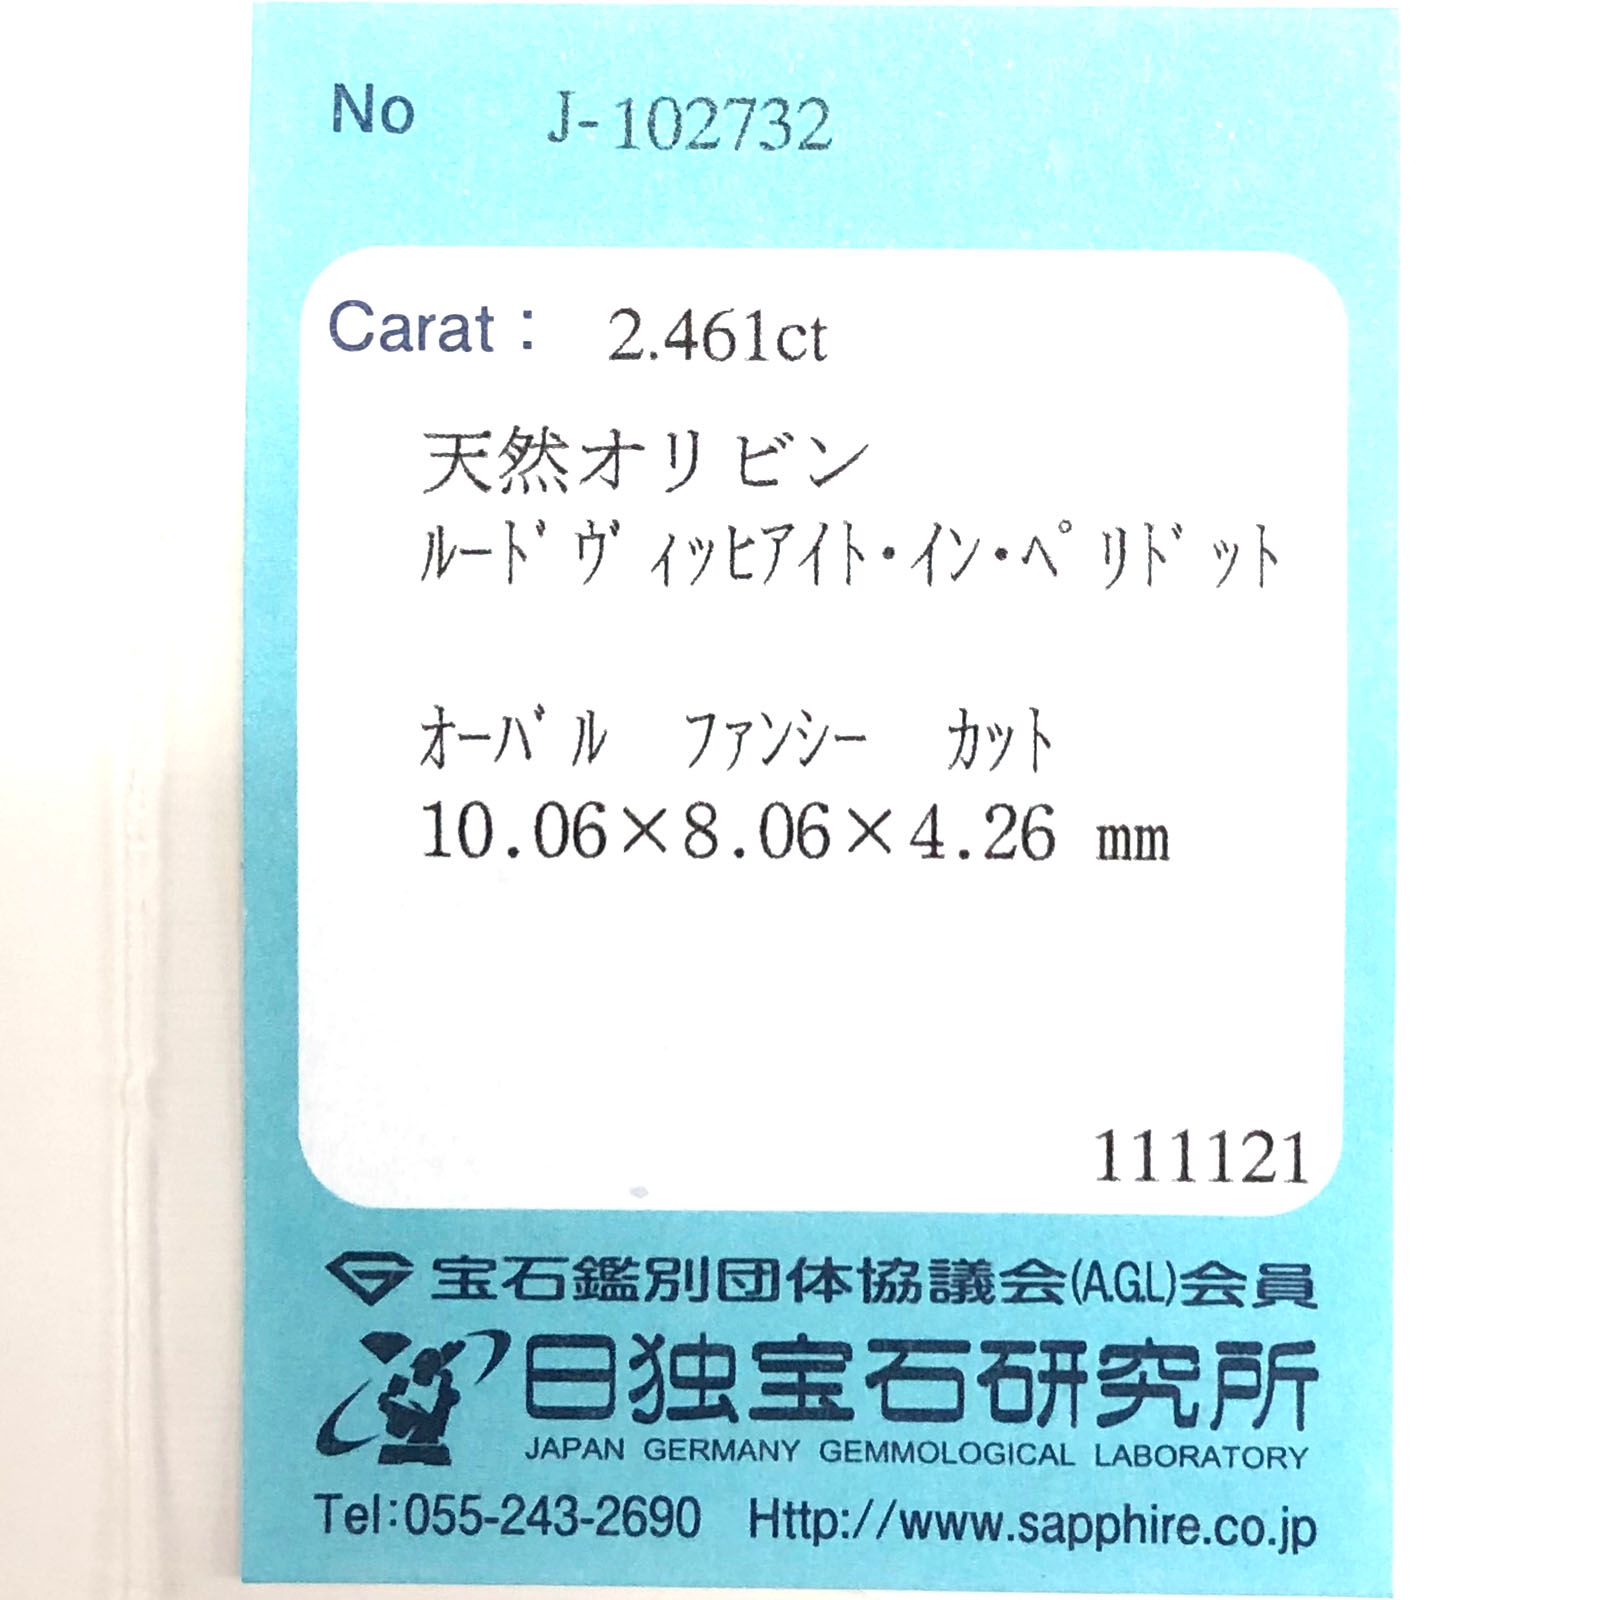 No J-102732
Carat： 2.461ct
天然オリビン
ﾙｰﾄﾞｳﾞｨｯﾋｱｲﾄ・ｲﾝ・ﾍﾟﾘﾄﾞｯﾄ
ｵｰﾊﾞﾙ ﾌｧﾝｼｰ ｶｯﾄ
10.06×8.06×4.26 mm
111121
宝石鑑別団体協議会(A.G.L)会員
日独宝石研究所
JAPAN GERMANY GEMMOLOGICAL LABORATORY
Tel:055-243-2690 Http://www.sapphire.co.jp